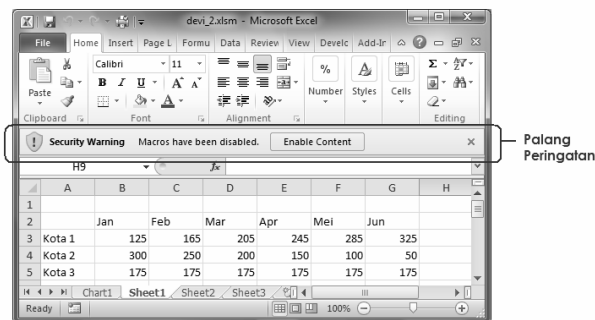 devi_2.xlsm - Microsoft Excel
File Home Insert Page L Formu Data Review View Develc Add-Ir
Calibri 11 % A Σ
Paste B I U A A Number Styles Cells
Clipboard Font Alignment Editing
Security Warning Macros have been disabled. Enable Content
Palang
Peringatan
H9 fx
A B C D E F G H
1
2 Jan Feb Mar Apr Mei Jun
3 Kota 1 125 165 205 245 285 325
4 Kota 2 300 250 200 150 100 50
5 Kota 3 175 175 175 175 175 175
Chart1 Sheet1 Sheet2 Sheet3
Ready 100%